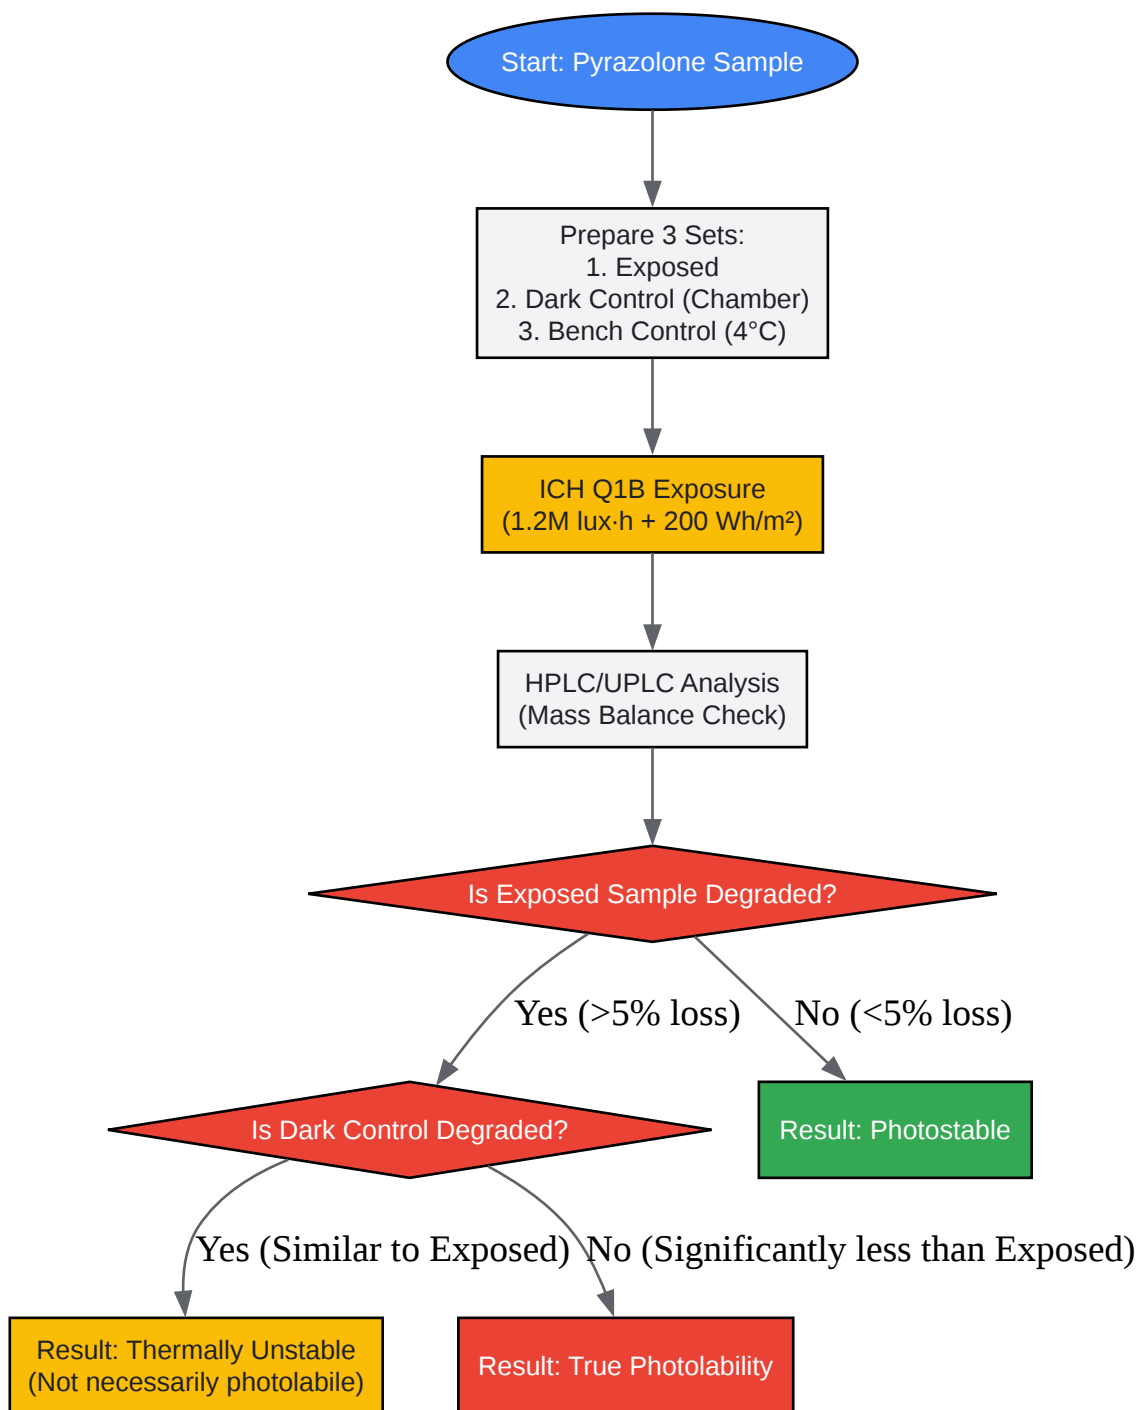 Start: Pyrazolone Sample
Prepare 3 Sets:
1. Exposed
2. Dark Control (Chamber)
3. Bench Control (4°C)
ICH Q1B Exposure
(1.2M lux·h + 200 Wh/m²)
HPLC/UPLC Analysis
(Mass Balance Check)
Is Exposed Sample Degraded?
Yes (>5% loss)
No (<5% loss)
Is Dark Control Degraded?
Result: Photostable
Yes (Similar to Exposed)
No (Significantly less than Exposed)
Result: Thermally Unstable
(Not necessarily photolabile)
Result: True Photolability